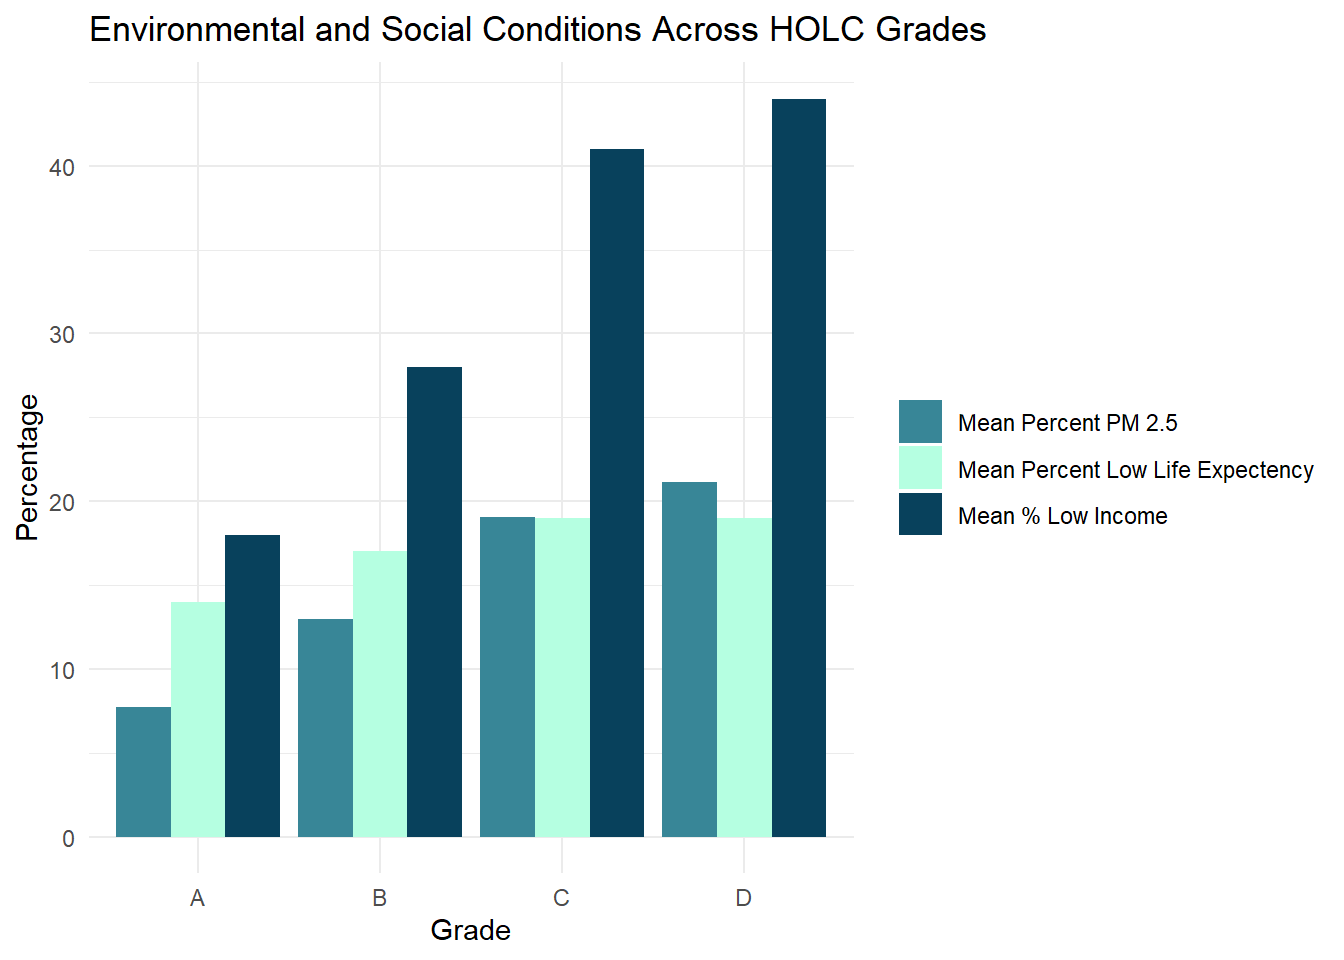 Environmental and Social Conditions Across HOLC Grades
Percentage
40
30
20
10
0
A B C D
Grade
Mean Percent PM 2.5
Mean Percent Low Life Expectency
Mean % Low Income